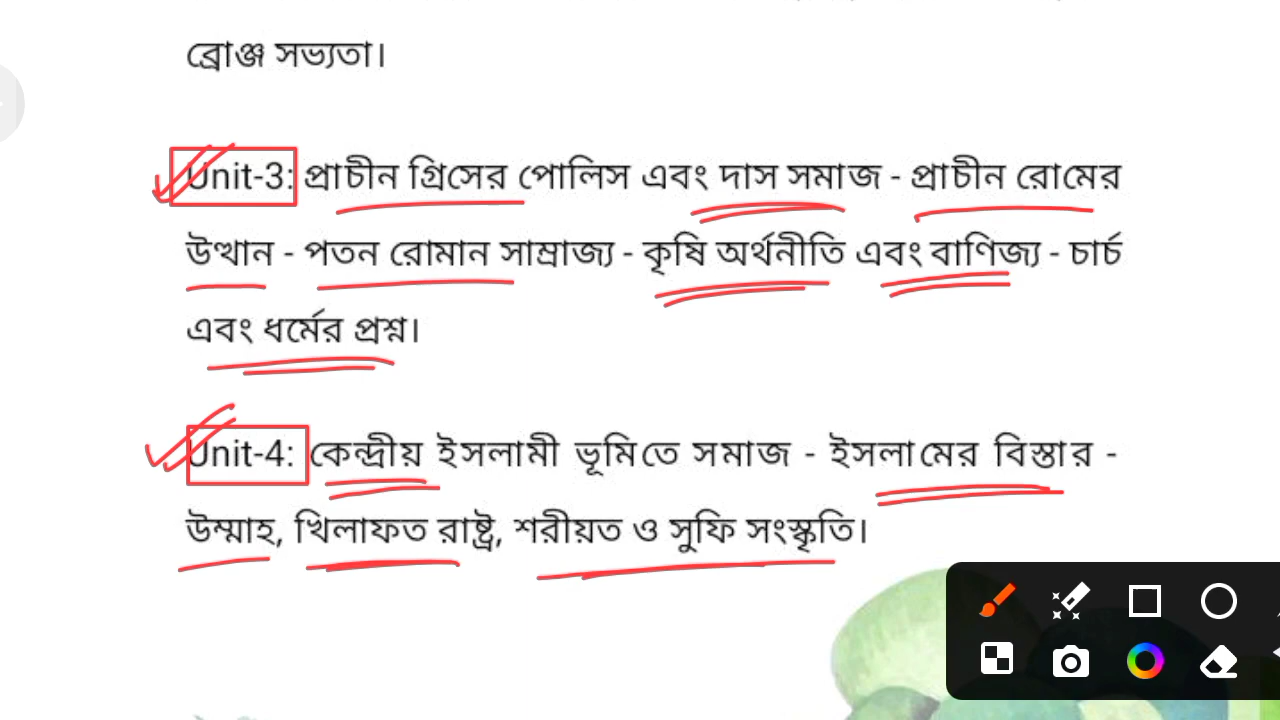 ব্রোঞ্জ সভ্যতা।
Unit-3: প্রাচীন গ্রিসের পোলিস এবং দাস সমাজ - প্রাচীন রোমের
উত্থান - পতন রোমান সাম্রাজ্য - কৃষি অর্থনীতি এবং বাণিজ্য - চার্চ
এবং ধর্মের প্রশ্ন।
Unit-4: কেন্দ্রীয় ইসলামী ভূমিতে সমাজ - ইসলামের বিস্তার -
উম্মাহ, খিলাফত রাষ্ট্র, শরীয়ত ও সুফি সংস্কৃতি।